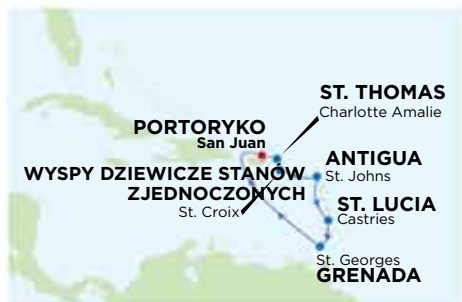 ST. THOMAS
Charlotte Amalie
PORTORYKO
San Juan
ANTIGUA
St. Johns
WYSPY DZIEWICZE STANÓW
ZJEDNOCZONYCH
St. Croix
ST. LUCIA
Castries
St. Georges
GRENADA